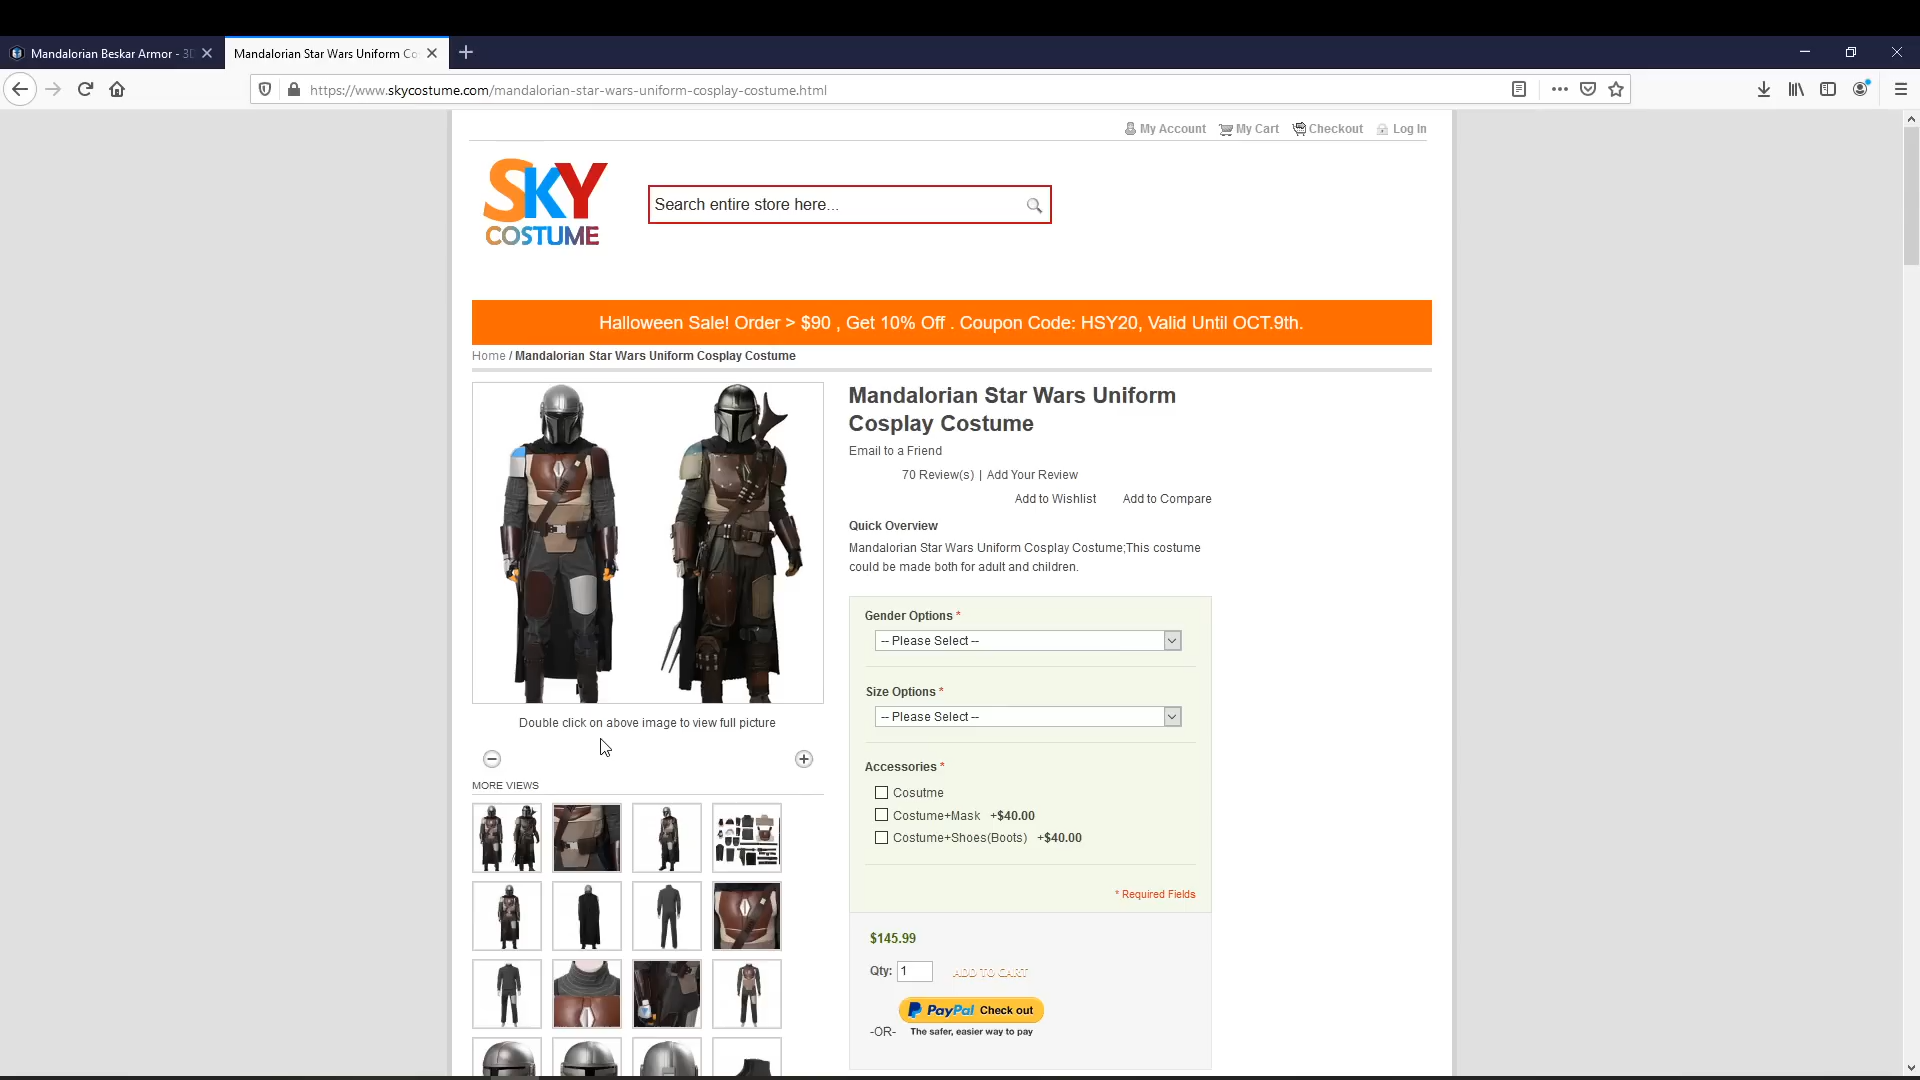 Mandalorian Beskar Armor - 3D
Mandalorian Star Wars Uniform Co
https://www.skycostume.com/mandalorian-star-wars-uniform-cosplay-costume.html
My Account My Cart Checkout Log In
SKY
COSTUME
Search entire store here...
Halloween Sale! Order > $90 , Get 10% Off . Coupon Code: HSY20, Valid Until OCT.9th.
Home / Mandalorian Star Wars Uniform Cosplay Costume
Mandalorian Star Wars Uniform
Cosplay Costume
Email to a Friend
70 Review(s) | Add Your Review
Add to Wishlist Add to Compare
Quick Overview
Mandalorian Star Wars Uniform Cosplay Costume;This costume
could be made both for adult and children.
Gender Options *
-- Please Select --
Size Options *
-- Please Select --
Accessories *
Cosutme
Costume+Mask +$40.00
Costume+Shoes(Boots) +$40.00
* Required Fields
$145.99
Qty: 1 ADD TO CART
PayPal Check out
-OR- The safer, easier way to pay
Double click on above image to view full picture
MORE VIEWS